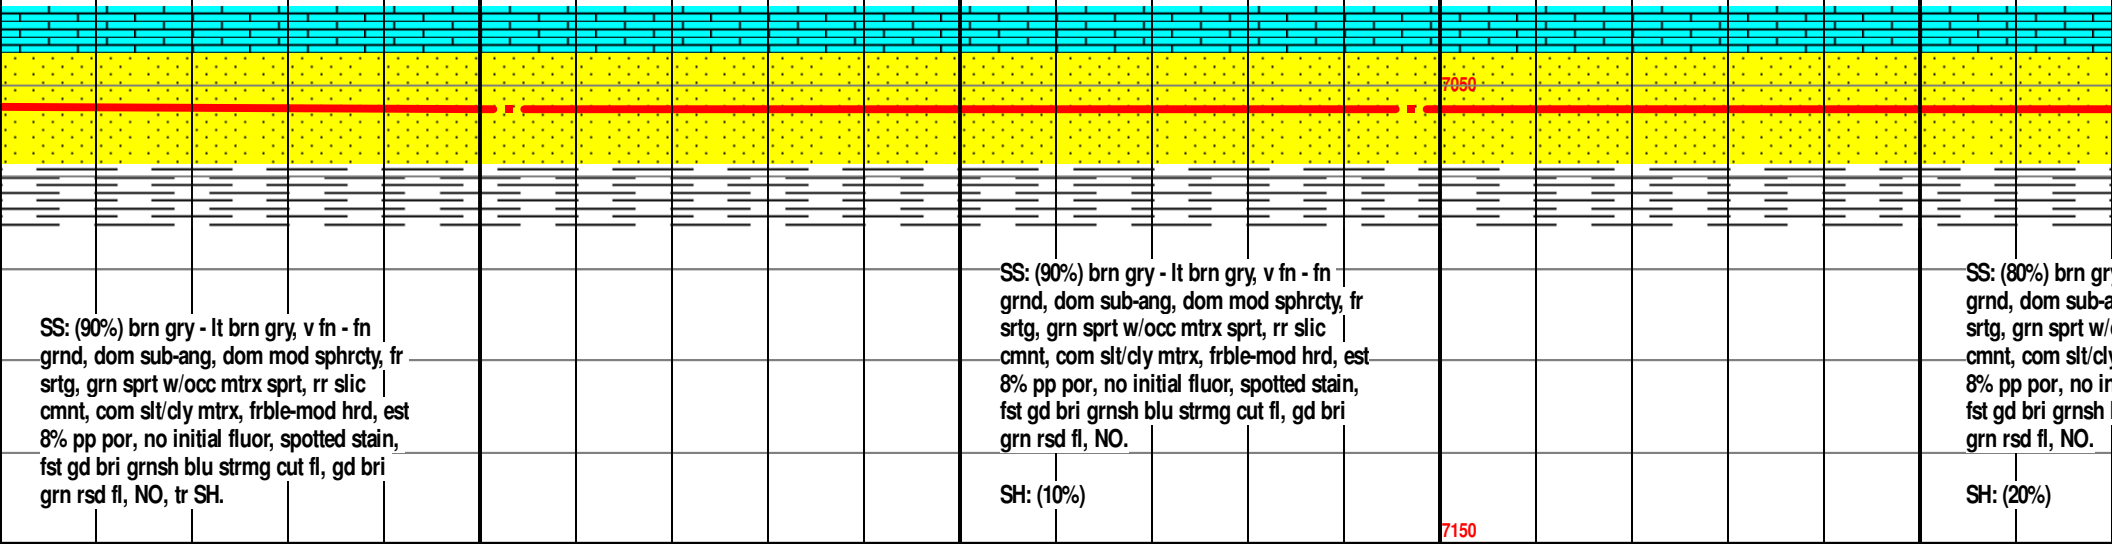 7050
SS: (90%) brn gry - lt brn gry, v fn - fn
grnd, dom sub-ang, dom mod sphrcty, fr
srtg, grn sprt w/occ mtrx sprt, rr slic
cmnt, com slt/cly mtrx, frble-mod hrd, est
8% pp por, no initial fluor, spotted stain,
fst gd bri grnsh blu strmg cut fl, gd bri
grn rsd fl, NO, tr SH.
SS: (90%) brn gry - lt brn gry, v fn - fn
grnd, dom sub-ang, dom mod sphrcty, fr
srtg, grn sprt w/occ mtrx sprt, rr slic
cmnt, com slt/cly mtrx, frble-mod hrd, est
8% pp por, no initial fluor, spotted stain,
fst gd bri grnsh blu strmg cut fl, gd bri
grn rsd fl, NO.
SH: (10%)
7150
SS: (80%) brn gry
grnd, dom
srtg, grn sprt
cmnt, com slt/cly
8% pp por, no
fst gd bri grnsh
grn rsd fl, NO.
SH: (20%)